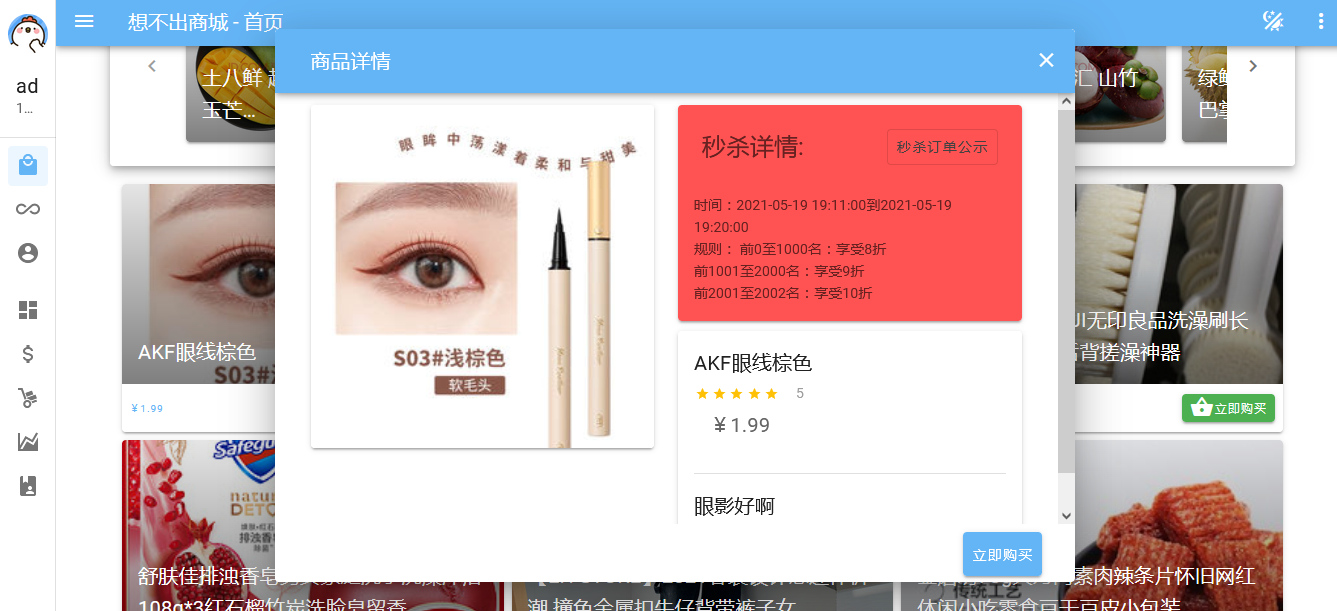 想不出商城 - 首页
ad
1...
土八鲜
玉芒...
汇 山竹
绿
巴掌
商品详情
眼眸中荡漾着柔和与甜美
S03#浅棕色
软毛头
秒杀详情:
秒杀订单公示
时间：2021-05-19 19:11:00到2021-05-19
19:20:00
规则： 前0至1000名：享受8折
前1001至2000名：享受9折
前2001至2002名：享受10折
AKF眼线棕色
5
¥ 1.99
眼影好啊
立即购买
AKF眼线棕色
S03#
¥ 1.99
JI无印良品洗澡刷长
背搓澡神器
立即购买
Safegu
natur
DETO
排浊香
舒肤佳排浊香皂
108g*3红石榴竹炭洗脸皂留香
潮 撞色金属扣牛仔背带裤子女
素肉辣条片怀旧网红
休闲小吃零食豆干豆皮小包装